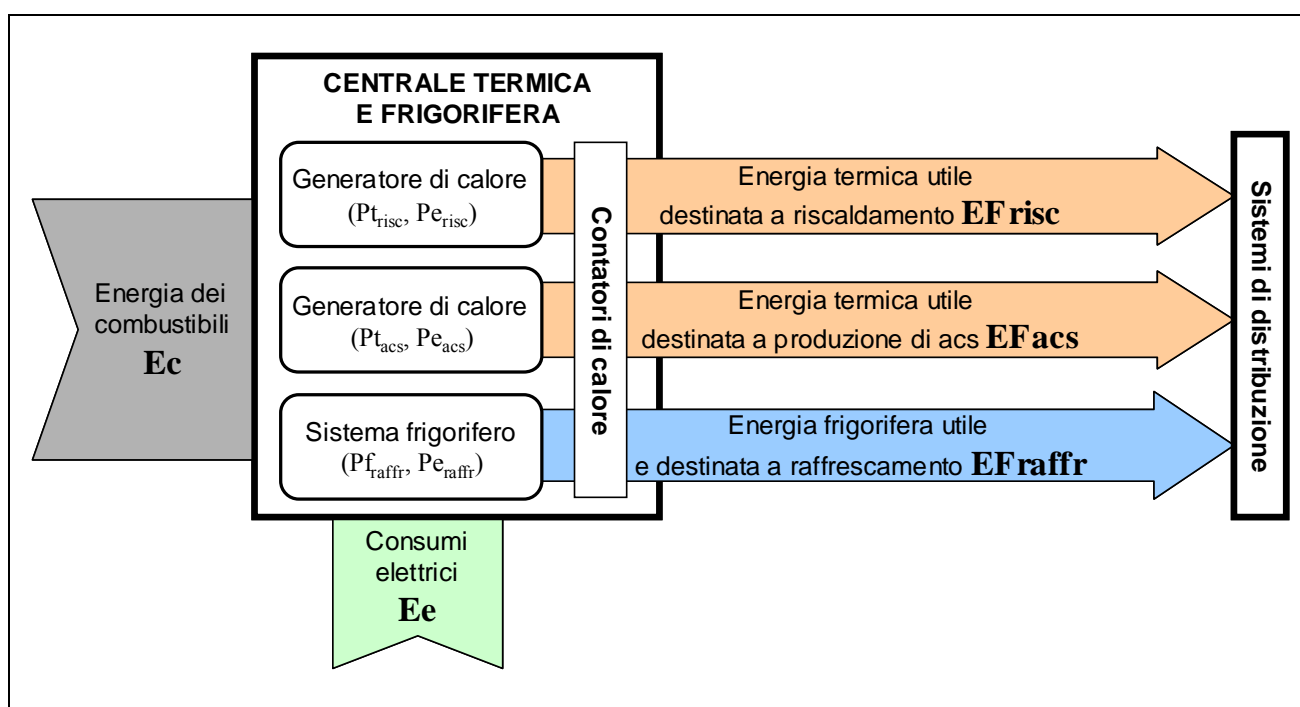 CENTRALE TERMICA
E FRIGORIFERA
Energia dei
combustibili
Ec
Generatore di calore
(Pt_risc, Pe_risc)
Generatore di calore
(Pt_acs, Pe_acs)
Sistema frigorifero
(Pf_raffr, Pe_raffr)
Contatori di calore
Energia termica utile
destinata a riscaldamento EFrisc
Energia termica utile
destinata a produzione di acs EFacs
Energia frigorifera utile
e destinata a raffrescamento EFraffr
Sistemi di distribuzione
Consumi
elettrici
Ee